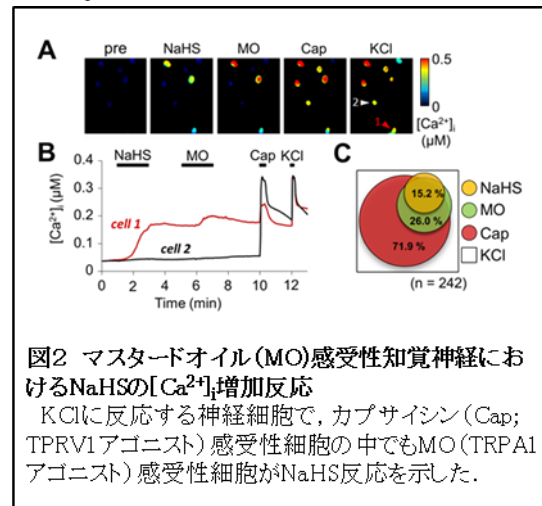 A
pre NaHS MO Cap KCl
0.5
0
[Ca²⁺]ᵢ
(µM)
2
1
B
NaHS MO Cap KCl
[Ca²⁺]ᵢ (µM)
0.4
0.3
0.2
0.1
0
cell 1
cell 2
0 2 4 6 8 10 12
Time (min)
C
15.2 %
26.0 %
71.9 %
NaHS
MO
Cap
KCl
(n = 242)
図2 マスタードオイル(MO)感受性知覚神経にお
けるNaHSの[Ca²⁺]ᵢ増加反応
KClに反応する神経細胞で,カプサイシン(Cap;
TPRV1アゴニスト)感受性細胞の中でもMO(TRPA1
アゴニスト)感受性細胞がNaHS反応を示した.